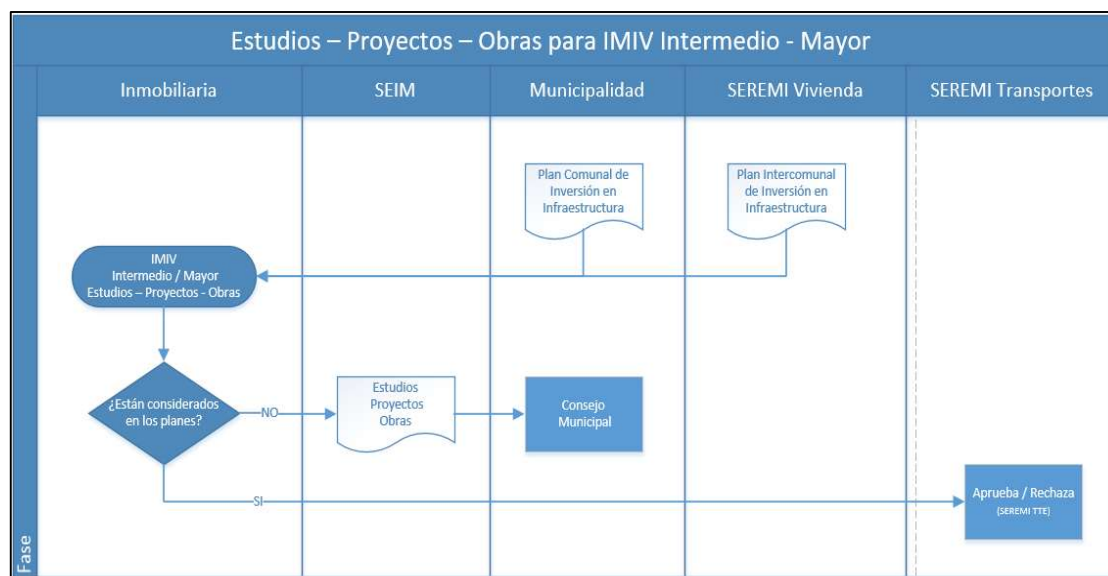 Estudios – Proyectos – Obras para IMIV Intermedio - Mayor
Inmobiliaria
SEIM
Municipalidad
SEREMI Vivienda
SEREMI Transportes
Plan Comunal de
Inversión en
Infraestructura
Plan Intercomunal
de Inversión en
Infraestructura
IMIV
Intermedio / Mayor
Estudios – Proyectos - Obras
¿Están considerados
en los planes?
NO
Estudios
Proyectos
Obras
Consejo
Municipal
SI
Aprueba / Rechaza
(SEREMI TTE)
Fase